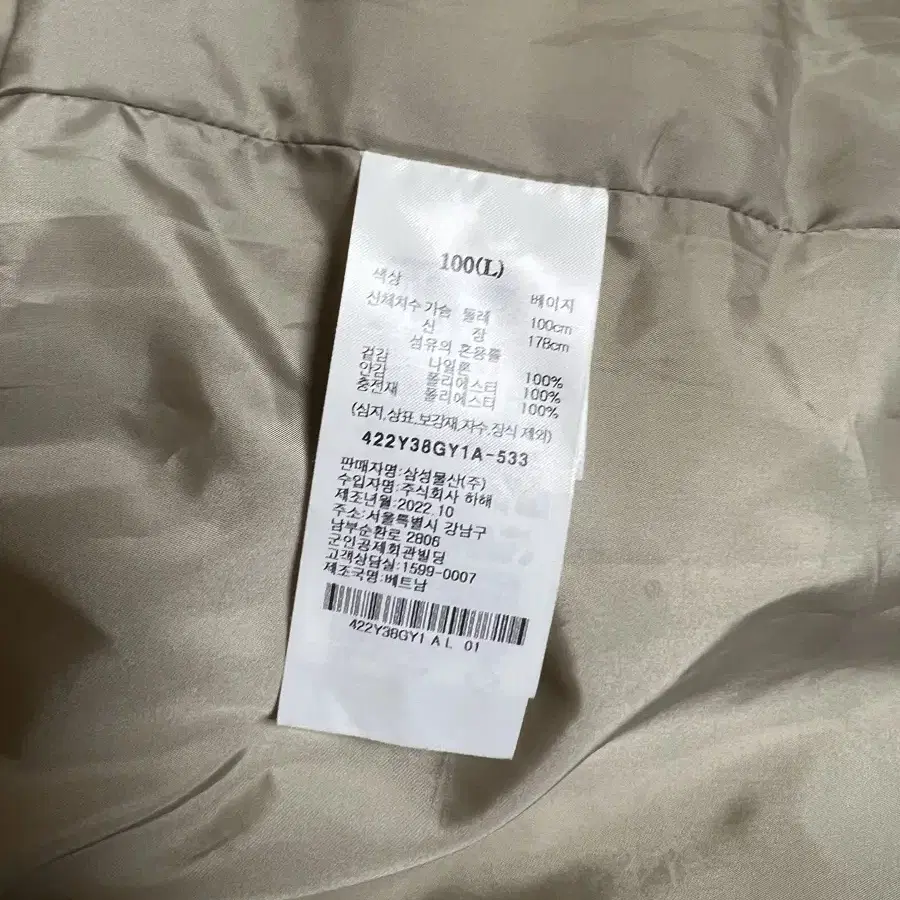 100(L)
색상 베이지
신체치수 가슴 둘레 100cm
신 장 178cm
섬유의 혼용률
겉감 나일론 100%
안감 폴리에스터 100%
충전재 폴리에스터 100%
(심지,상표,보강재,자수,장식 제외)
422Y38GY1A-533
판매자명:삼성물산(주)
수입자명:주식회사 하해
제조년월:2022.10
주소:서울특별시 강남구
남부순환로 2806
군인공제회관빌딩
고객상담실:1599-0007
제조국명:베트남
422Y38GY1 A L 01